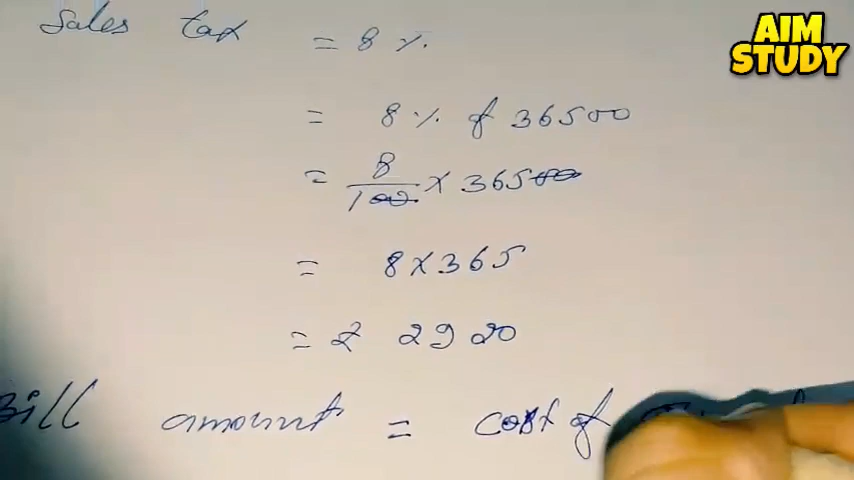 AIM
STUDY
Sales tax = 8 %.
= 8 % of 36500
= 8/100 x 36500
= 8 x 365
= ₹ 2920
Bill amount = cost of